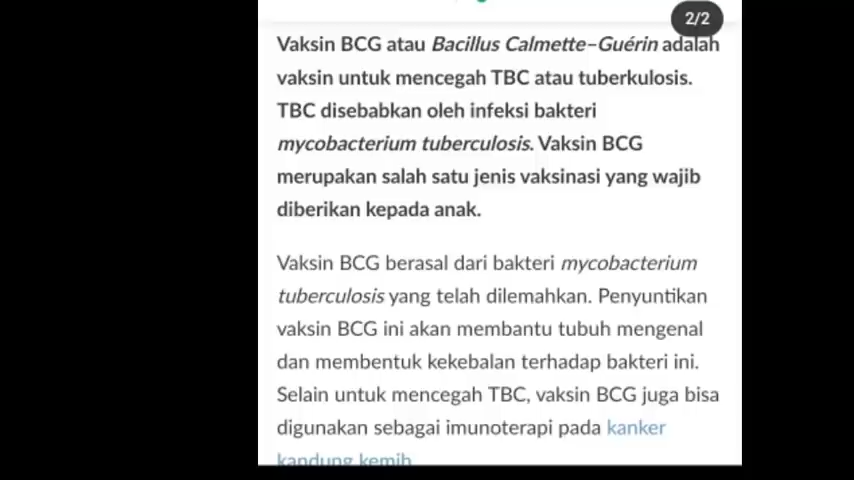 2/2
Vaksin BCG atau Bacillus Calmette–Guérin adalah
vaksin untuk mencegah TBC atau tuberkulosis.
TBC disebabkan oleh infeksi bakteri
mycobacterium tuberculosis. Vaksin BCG
merupakan salah satu jenis vaksinasi yang wajib
diberikan kepada anak.
Vaksin BCG berasal dari bakteri mycobacterium
tuberculosis yang telah dilemahkan. Penyuntikan
vaksin BCG ini akan membantu tubuh mengenal
dan membentuk kekebalan terhadap bakteri ini.
Selain untuk mencegah TBC, vaksin BCG juga bisa
digunakan sebagai imunoterapi pada kanker
kandung kemih